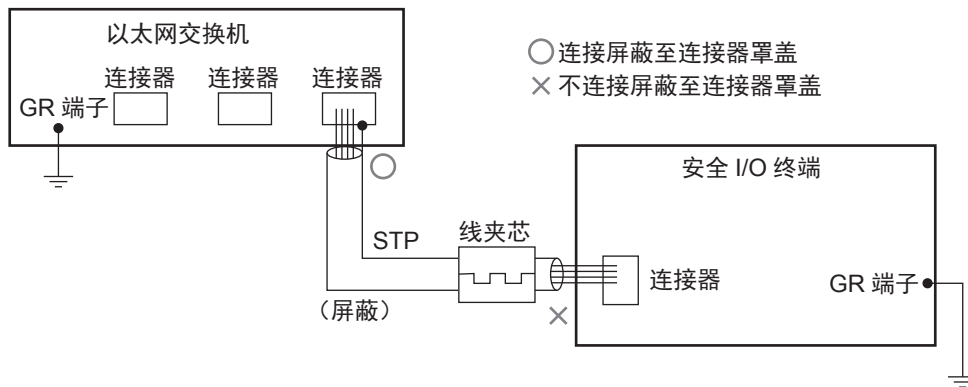 以太网交换机
连接器 连接器 连接器
GR 端子
○连接屏蔽至连接器罩盖
×不连接屏蔽至连接器罩盖
安全 I/O 终端
STP
线夹芯
连接器
GR 端子
（屏蔽）